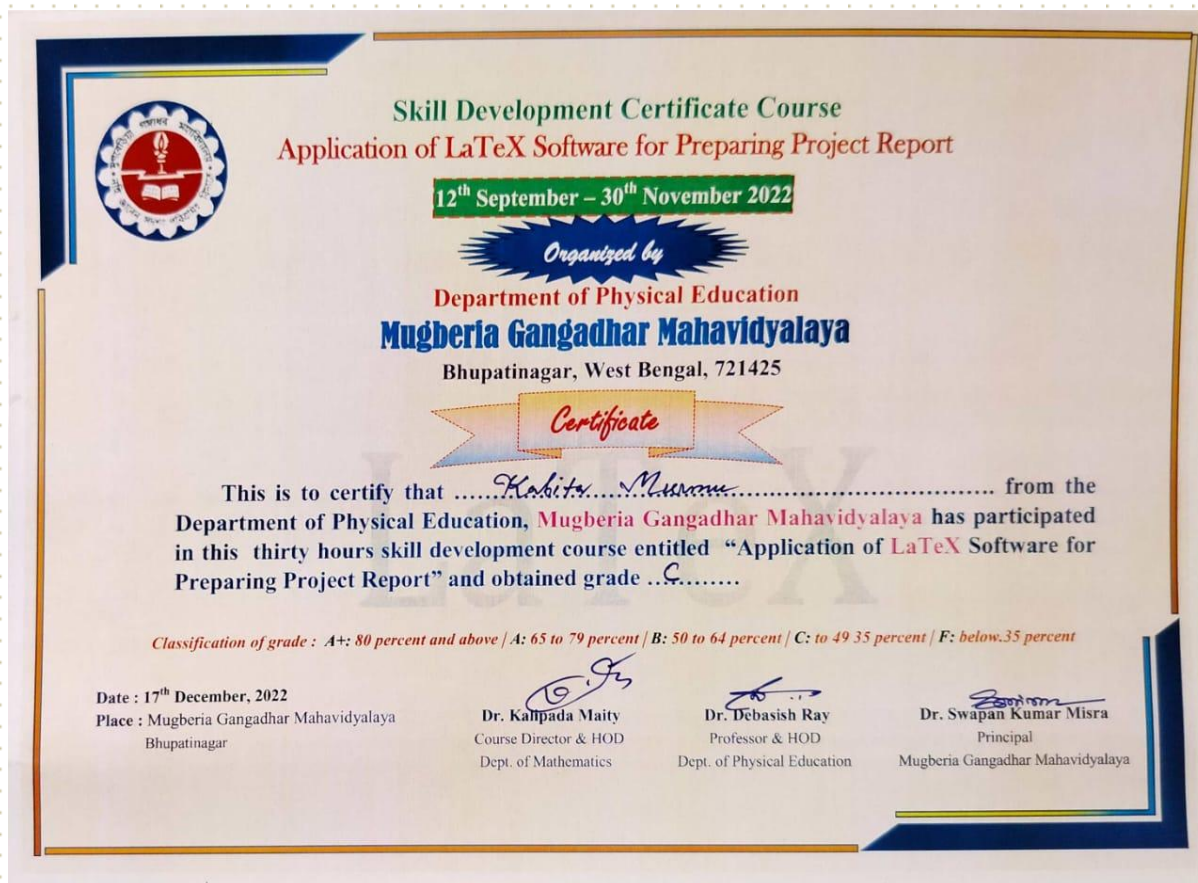 Skill Development Certificate Course
Application of LaTeX Software for Preparing Project Report
12th September – 30th November 2022
Organized by
Department of Physical Education
Mugberia Gangadhar Mahavidyalaya
Bhupatinagar, West Bengal, 721425
Certificate
LaTeX
This is to certify that ......Kabita.....Murmu........................................ from the
Department of Physical Education, Mugberia Gangadhar Mahavidyalaya has participated
in this thirty hours skill development course entitled “Application of LaTeX Software for
Preparing Project Report” and obtained grade ..C.........
Classification of grade : A+: 80 percent and above / A: 65 to 79 percent / B: 50 to 64 percent / C: to 49 35 percent / F: below.35 percent
Date : 17th December, 2022
Place : Mugberia Gangadhar Mahavidyalaya
Bhupatinagar
Dr. Kalipada Maity
Course Director & HOD
Dept. of Mathematics
Dr. Debasish Ray
Professor & HOD
Dept. of Physical Education
Dr. Swapan Kumar Misra
Principal
Mugberia Gangadhar Mahavidyalaya